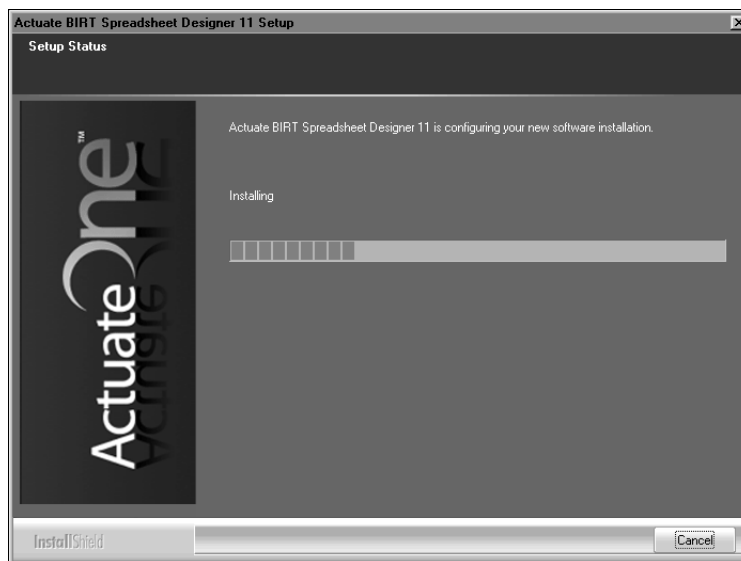 Actuate BIRT Spreadsheet Designer 11 Setup
Setup Status
Actuate BIRT Spreadsheet Designer 11 is configuring your new software installation.
Installing
ActuateOne™
InstallShield
Cancel